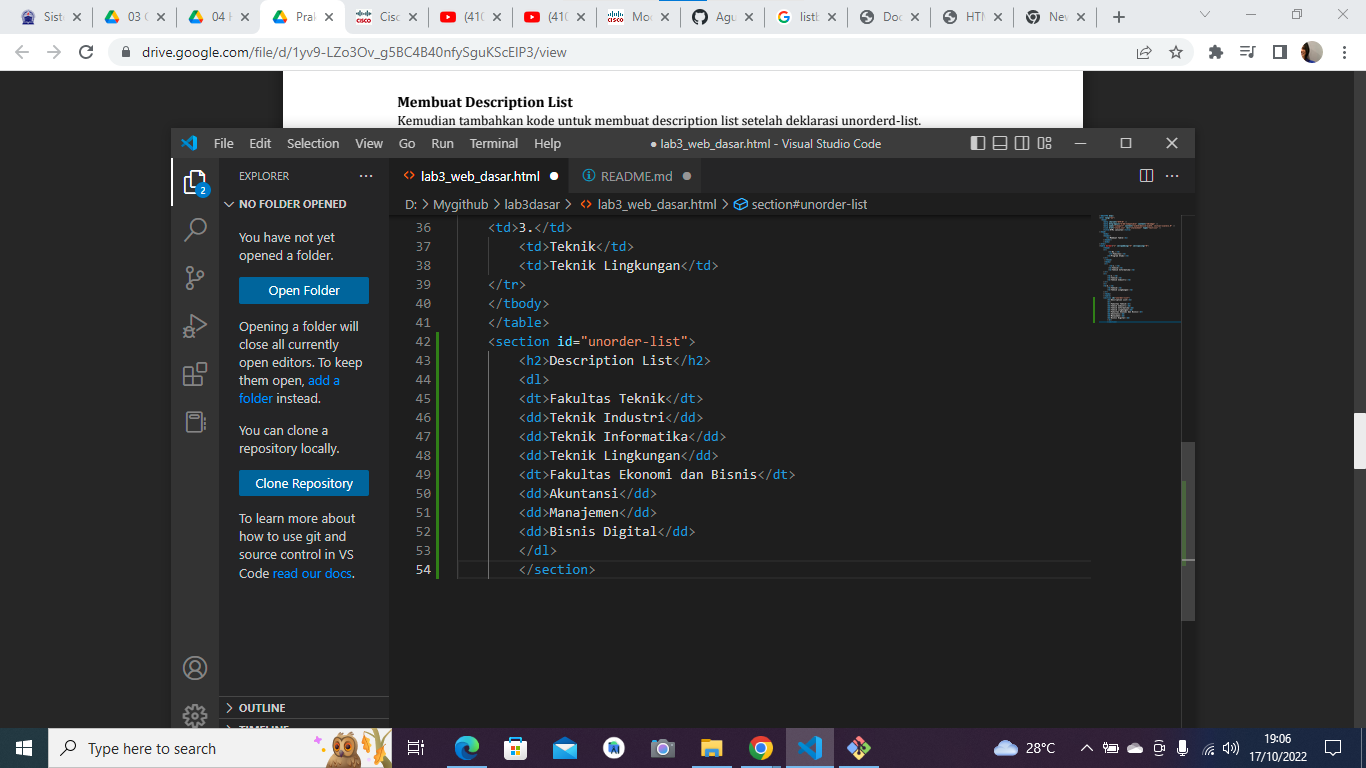 Sist
03 (
04 I
Pral
Cisc
(410
(410
Moc
Agu
listb
Doc
HTM
Nev
drive.google.com/file/d/1yv9-LZo3Ov_g5BC4B40nfySguKScEIP3/view
Membuat Description List
Kemudian tambahkan kode untuk membuat description list setelah deklarasi unorderd-list.
File Edit Selection View Go Run Terminal Help
● lab3_web_dasar.html - Visual Studio Code
EXPLORER
lab3_web_dasar.html
README.md
NO FOLDER OPENED
D: > Mygithub > lab3dasar > lab3_web_dasar.html > section#unorder-list
2
You have not yet
opened a folder.
Open Folder
Opening a folder will
close all currently
open editors. To keep
them open, add a
folder instead.
You can clone a
repository locally.
Clone Repository
To learn more about
how to use git and
source control in VS
Code read our docs.
OUTLINE
TIMELINE
36 <td>3.</td>
37 <td>Teknik</td>
38 <td>Teknik Lingkungan</td>
39 </tr>
40 </tbody>
41 </table>
42 <section id="unorder-list">
43 <h2>Description List</h2>
44 <dl>
45 <dt>Fakultas Teknik</dt>
46 <dd>Teknik Industri</dd>
47 <dd>Teknik Informatika</dd>
48 <dd>Teknik Lingkungan</dd>
49 <dt>Fakultas Ekonomi dan Bisnis</dt>
50 <dd>Akuntansi</dd>
51 <dd>Manajemen</dd>
52 <dd>Bisnis Digital</dd>
53 </dl>
54 </section>
Type here to search
28°C
19:06
17/10/2022